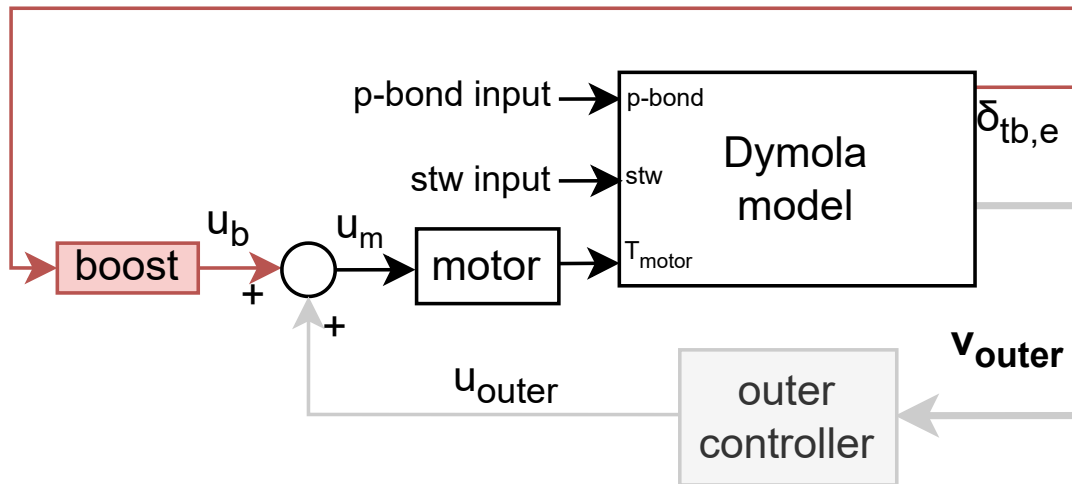 p-bond input
p-bond
δtb,e
Dymola
model
stw input
stw
ub
um
boost
motor
Tmotor
+
+
vouter
uouter
outer
controller